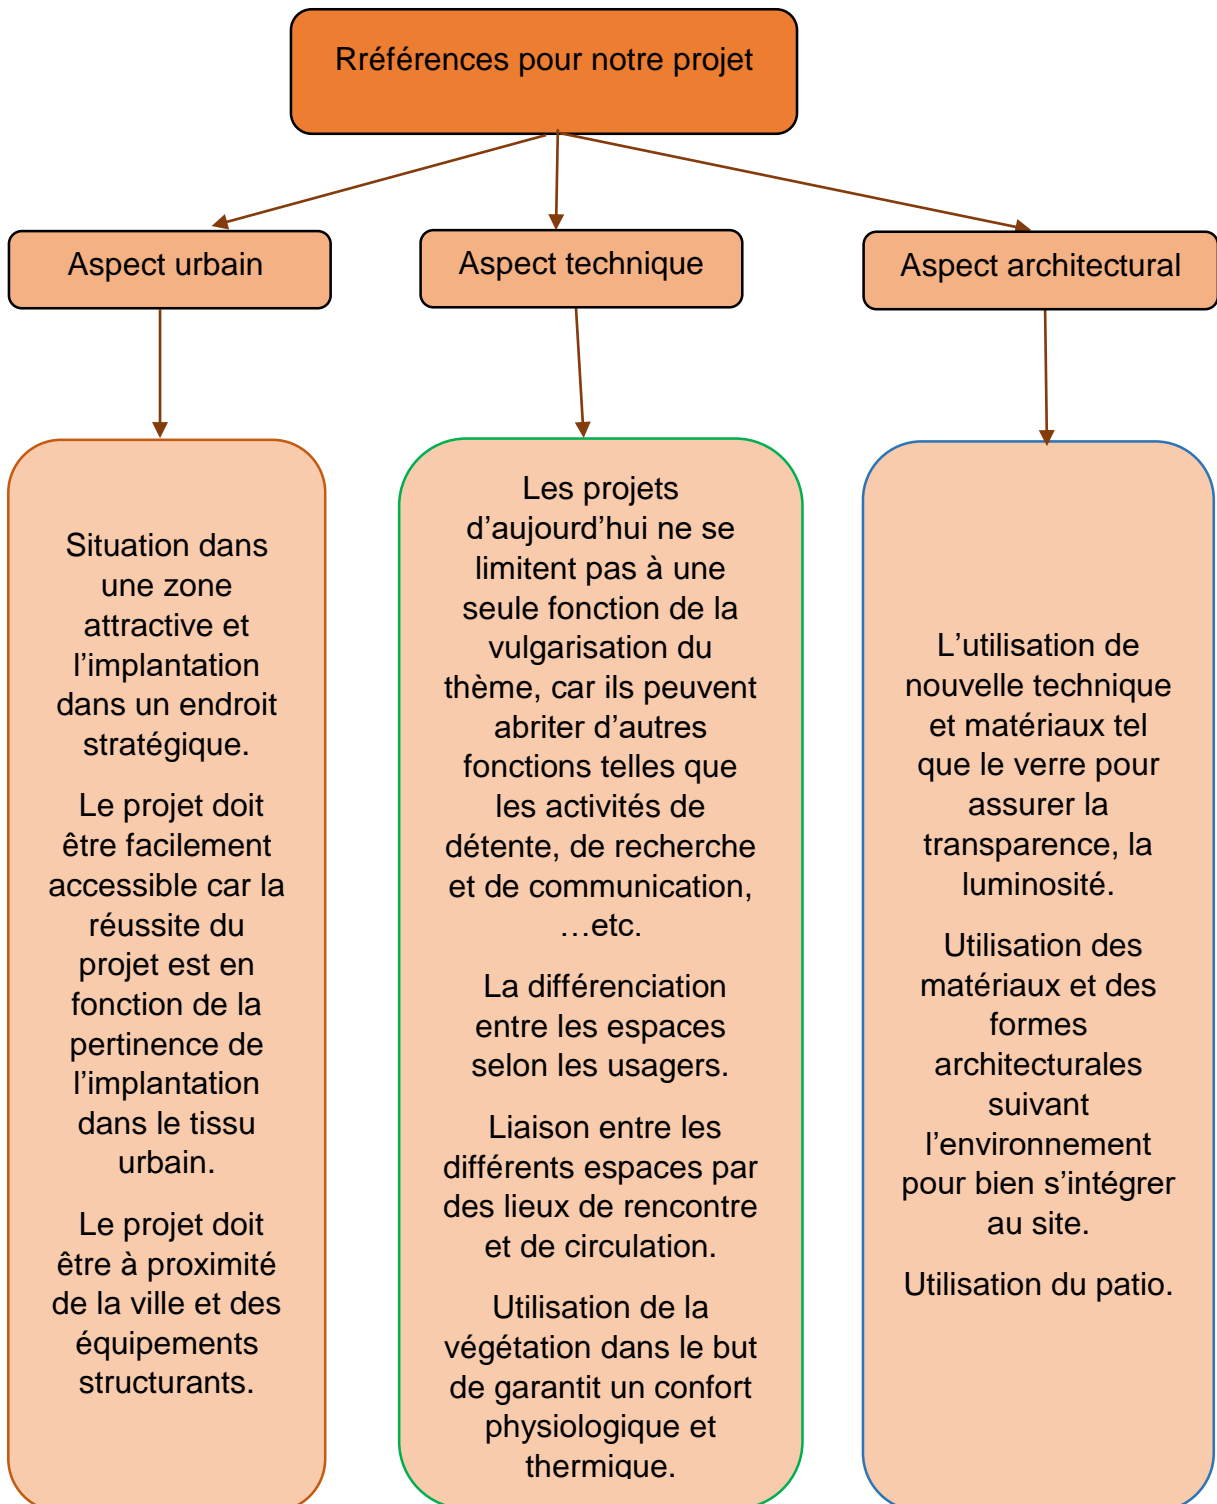 Rréférences pour notre projet
Aspect urbain
Aspect technique
Aspect architectural
Situation dans
une zone
attractive et
l’implantation
dans un endroit
stratégique.
Le projet doit
être facilement
accessible car la
réussite du
projet est en
fonction de la
pertinence de
l’implantation
dans le tissu
urbain.
Le projet doit
être à proximité
de la ville et des
équipements
structurants.
Les projets
d’aujourd’hui ne se
limitent pas à une
seule fonction de la
vulgarisation du
thème, car ils peuvent
abriter d’autres
fonctions telles que
les activités de
détente, de recherche
et de communication,
…etc.
La différenciation
entre les espaces
selon les usagers.
Liaison entre les
différents espaces par
des lieux de rencontre
et de circulation.
Utilisation de la
végétation dans le but
de garantit un confort
physiologique et
thermique.
L’utilisation de
nouvelle technique
et matériaux tel
que le verre pour
assurer la
transparence, la
luminosité.
Utilisation des
matériaux et des
formes
architecturales
suivant
l’environnement
pour bien s’intégrer
au site.
Utilisation du patio.